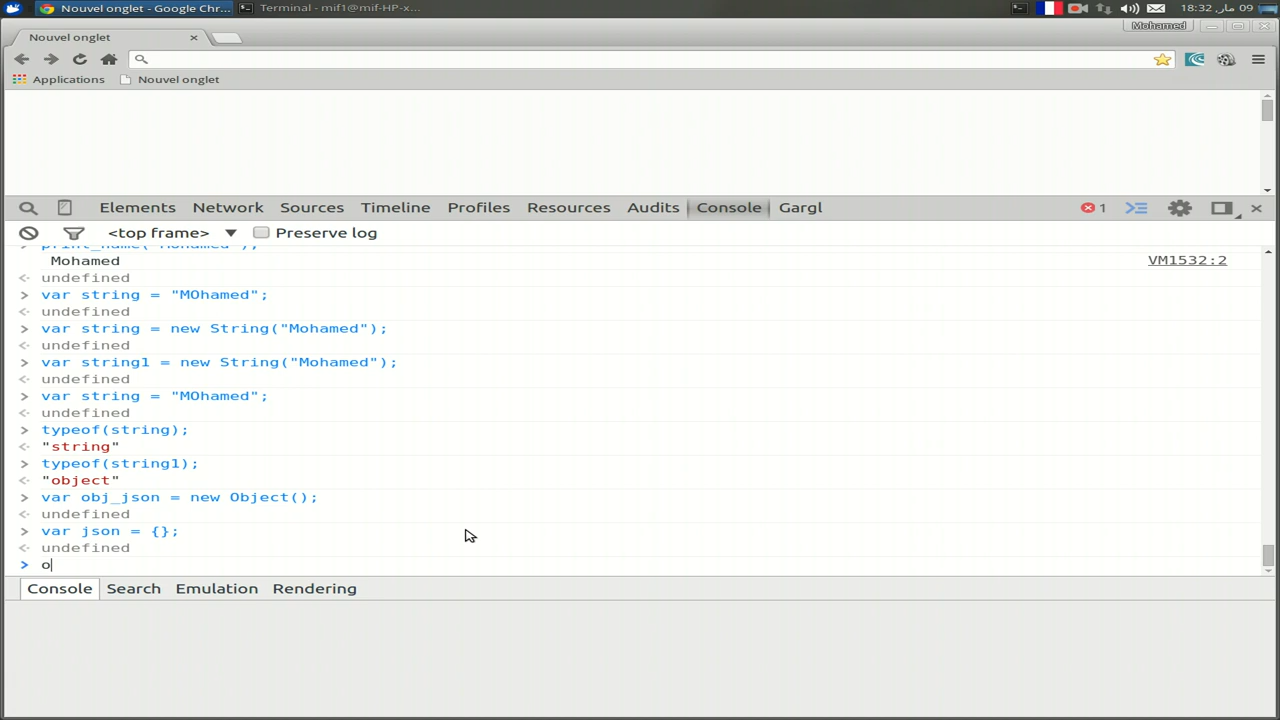 Nouvel onglet - Google Chr...
Terminal - mif1@mif-HP-x...
18:32 ,مار 09
Nouvel onglet
Mohamed
Applications
Nouvel onglet
Elements Network Sources Timeline Profiles Resources Audits Console Gargl
1
<top frame>
Preserve log
print_name("Mohamed");
Mohamed
VM1532:2
undefined
var string = "MOhamed";
undefined
var string = new String("Mohamed");
undefined
var string1 = new String("Mohamed");
undefined
var string = "MOhamed";
undefined
typeof(string);
"string"
typeof(string1);
"object"
var obj_json = new Object();
undefined
var json = {};
undefined
o
Console Search Emulation Rendering